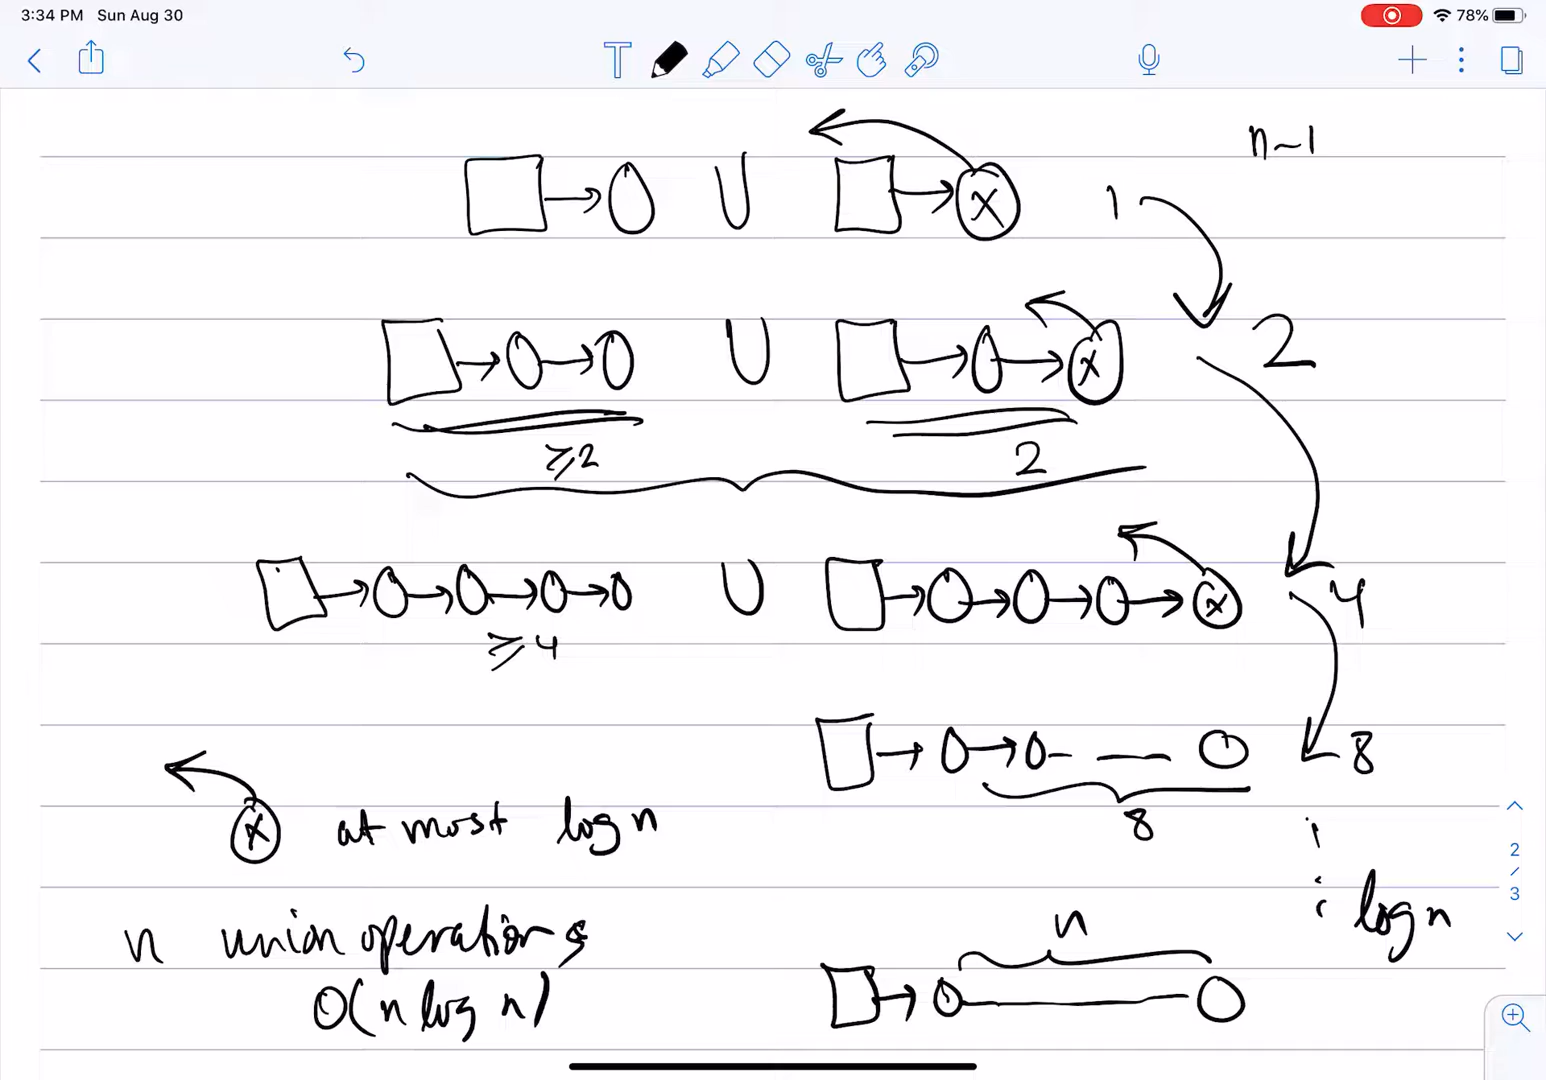 3:34 PM Sun Aug 30
78%
T
n-1
U
X
1
U
X
2
≥2
2
U
X
4
≥4
8
8
X at most log n
2
/
3
n union operations
n
log n
O(n log n)